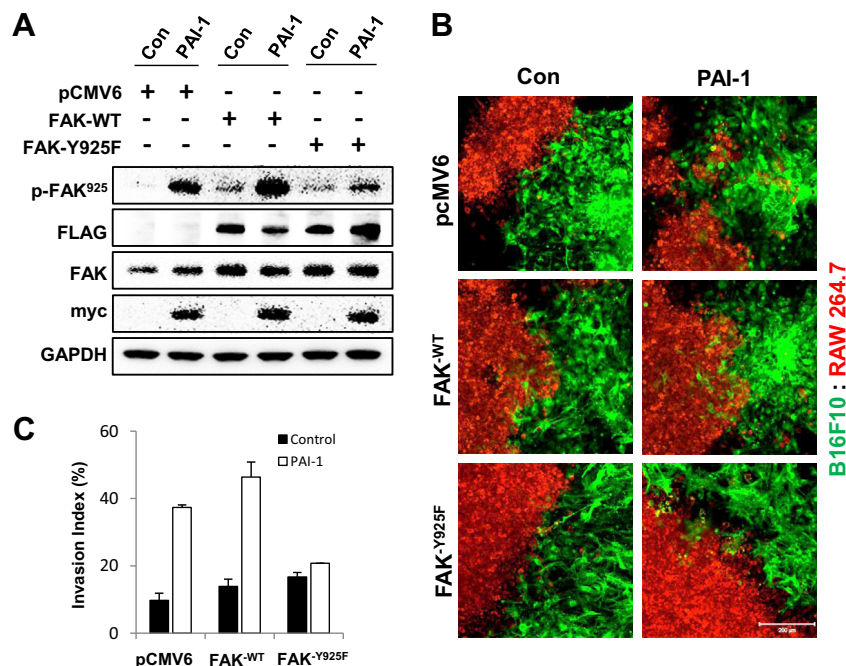 A
Con PAI-1 Con PAI-1 Con PAI-1
pCMV6 + + - - - -
FAK-WT - - + + - -
FAK-Y925F - - - - + +
p-FAK⁹²⁵
FLAG
FAK
myc
GAPDH
B
Con PAI-1
pcMV6
FAK-WT
FAK-Y925F
B16F10 : RAW 264.7
200 µm
C
Invasion Index (%)
60
40
20
0
Control
PAI-1
pCMV6 FAK-WT FAK-Y925F